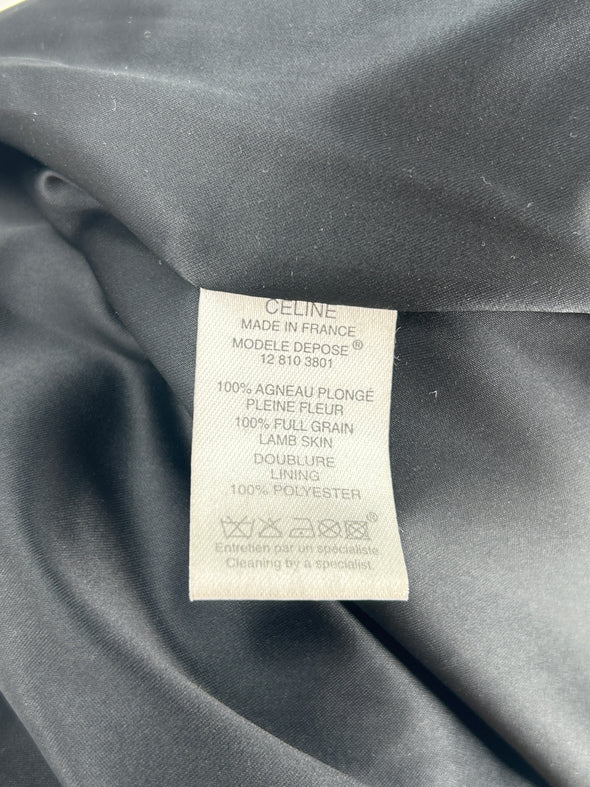 CELINE
MADE IN FRANCE
MODELE DEPOSE ®
12 810 3801
100% AGNEAU PLONGÉ
PLEINE FLEUR
100% FULL GRAIN
LAMB SKIN
DOUBLURE
LINING
100% POLYESTER
®
Entretien par un spécialiste.
Cleaning by a specialist.